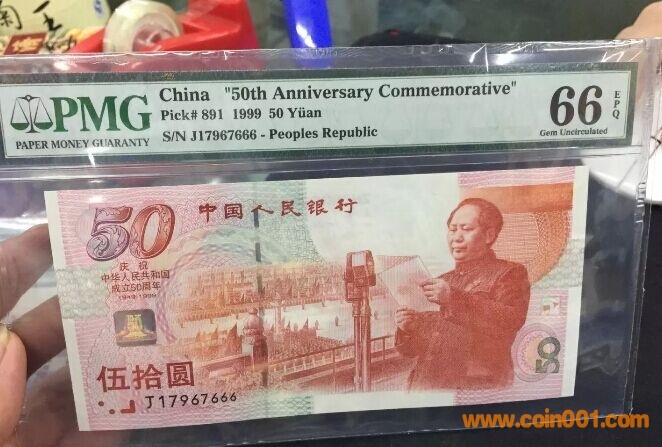 PMG
PAPER MONEY GUARANTY
China "50th Anniversary Commemorative"
Pick# 891 1999 50 Yüan
S/N J17967666 - Peoples Republic
66 EPQ
Gem Uncirculated
50
中国人民银行
庆祝
中华人民共和国
成立50周年
1949-1999
伍拾圆
J17967666
50
www.coin001.com